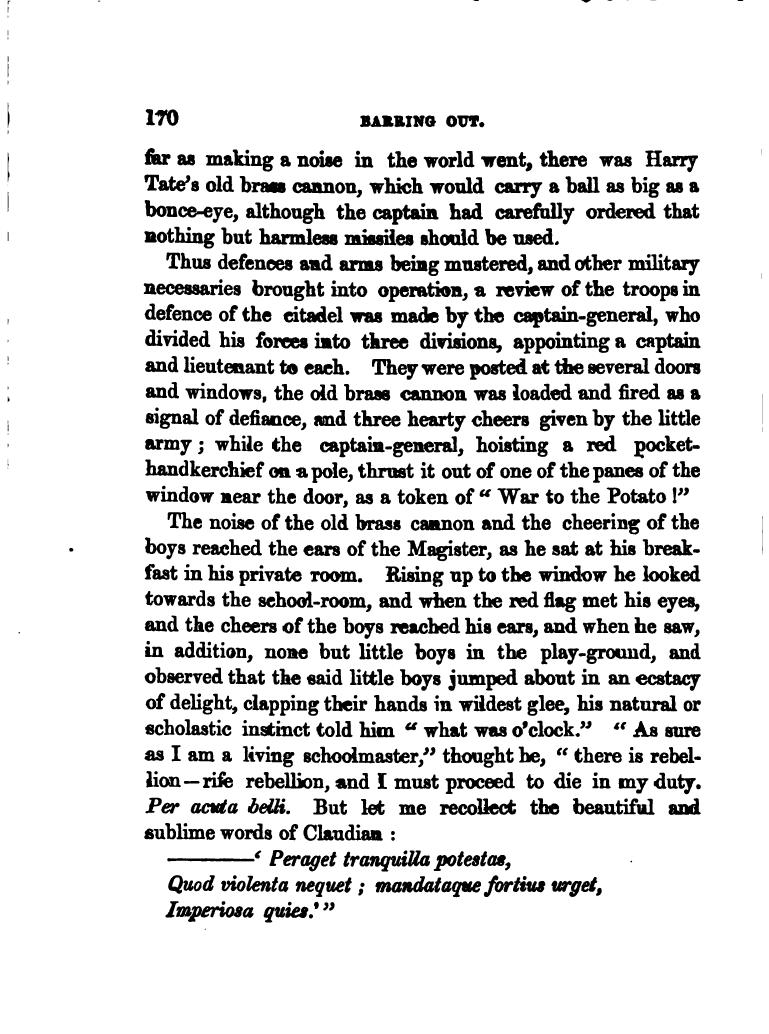 170 BARRING OUT.
far as making a noise in the world went, there was Harry
Tate's old brass cannon, which would carry a ball as big as a
bonce-eye, although the captain had carefully ordered that
nothing but harmless missiles should be used.
Thus defences and arms being mustered, and other military
necessaries brought into operation, a review of the troops in
defence of the citadel was made by the captain-general, who
divided his forces into three divisions, appointing a captain
and lieutenant to each. They were posted at the several doors
and windows, the old brass cannon was loaded and fired as a
signal of defiance, and three hearty cheers given by the little
army; while the captain-general, hoisting a red pocket-
handkerchief on a pole, thrust it out of one of the panes of the
window near the door, as a token of “ War to the Potato !”
The noise of the old brass cannon and the cheering of the
boys reached the ears of the Magister, as he sat at his break-
fast in his private room. Rising up to the window he looked
towards the school-room, and when the red flag met his eyes,
and the cheers of the boys reached his ears, and when he saw,
in addition, none but little boys in the play-ground, and
observed that the said little boys jumped about in an ecstacy
of delight, clapping their hands in wildest glee, his natural or
scholastic instinct told him “ what was o'clock.” “ As sure
as I am a living schoolmaster,” thought he, “ there is rebel-
lion—rife rebellion, and I must proceed to die in my duty.
Per acuta belli. But let me recollect the beautiful and
sublime words of Claudian :
———‘ Peraget tranquilla potestas,
Quod violenta nequet ; mandataque fortius urget,
Imperiosa quies.’ ”